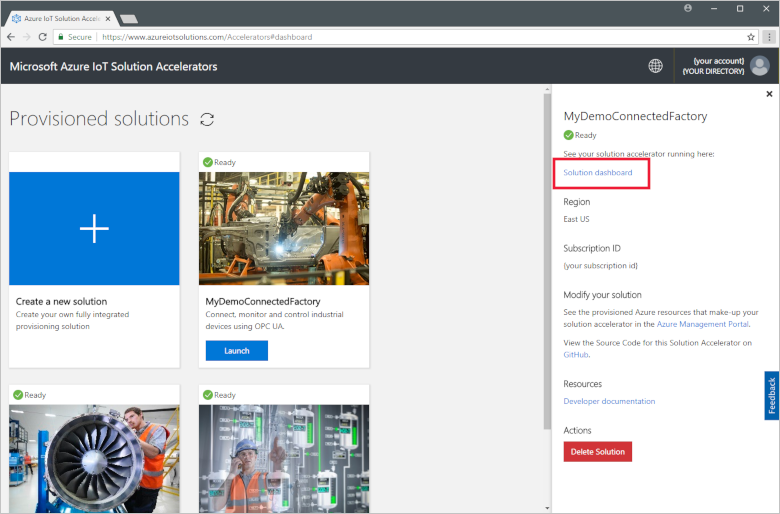 Azure IoT Solution Accele
Secure
https://www.azureiotsolutions.com/Accelerators#dashboard
Microsoft Azure IoT Solution Accelerators
{your account}
{YOUR DIRECTORY}
Provisioned solutions
Create a new solution
Create your own fully integrated
provisioning solution
Ready
MyDemoConnectedFactory
Connect, monitor and control industrial
devices using OPC UA.
Launch
Ready
Ready
MyDemoConnectedFactory
Ready
See your solution accelerator running here:
Solution dashboard
Region
East US
Subscription ID
{your subscription id}
Modify your solution
See the provisioned Azure resources that make-up your
solution accelerator in the Azure Management Portal.
View the Source Code for this Solution Accelerator on
GitHub.
Resources
Developer documentation
Actions
Delete Solution
Feedback